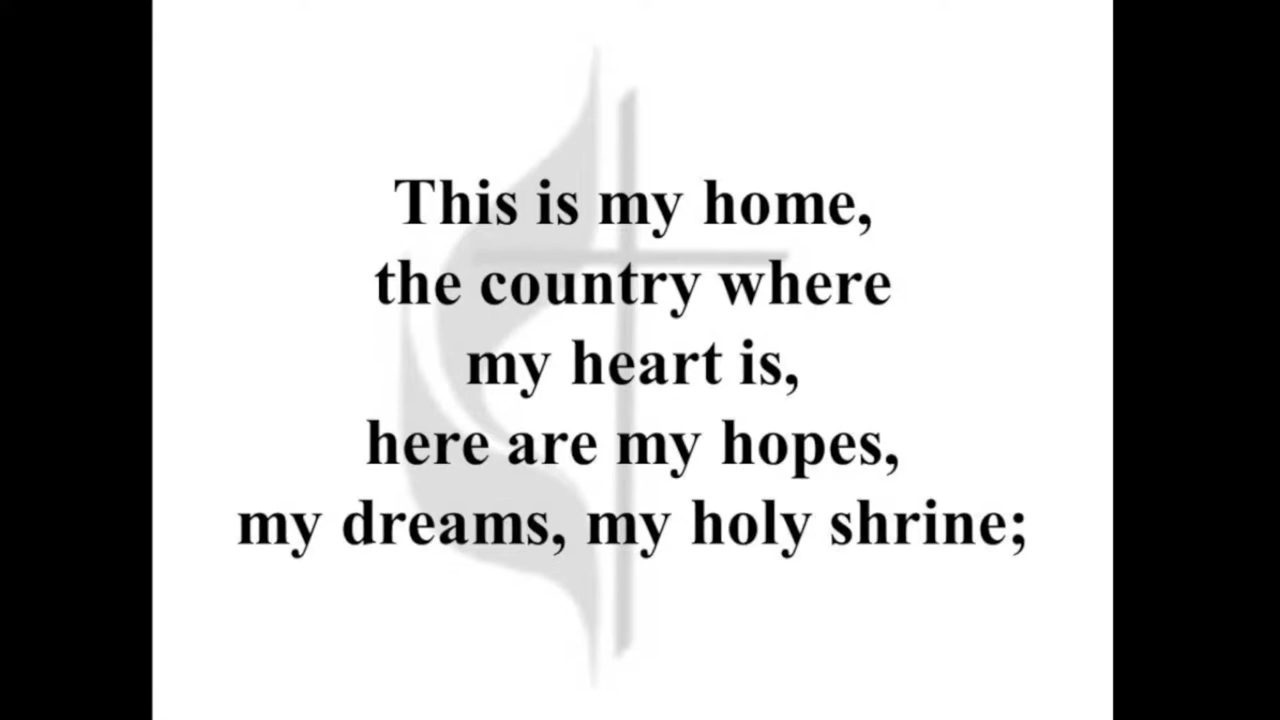 This is my home,
the country where
my heart is,
here are my hopes,
my dreams, my holy shrine;